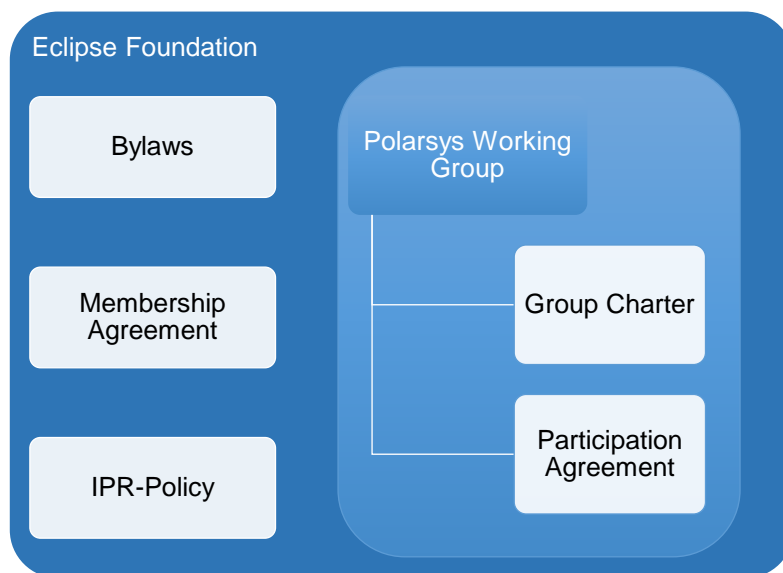 Eclipse Foundation
Bylaws
Membership
Agreement
IPR-Policy
Polarsys Working
Group
Group Charter
Participation
Agreement